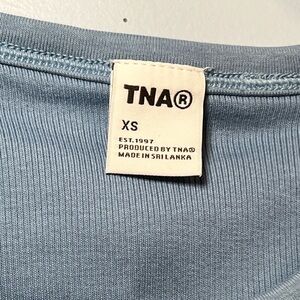 TNA®
XS
EST.1997
PRODUCED BY TNA®
MADE IN SRI LANKA